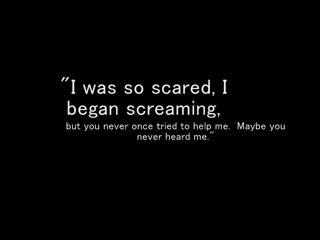 "I was so scared, I
began screaming,
but you never once tried to help me. Maybe you
never heard me."